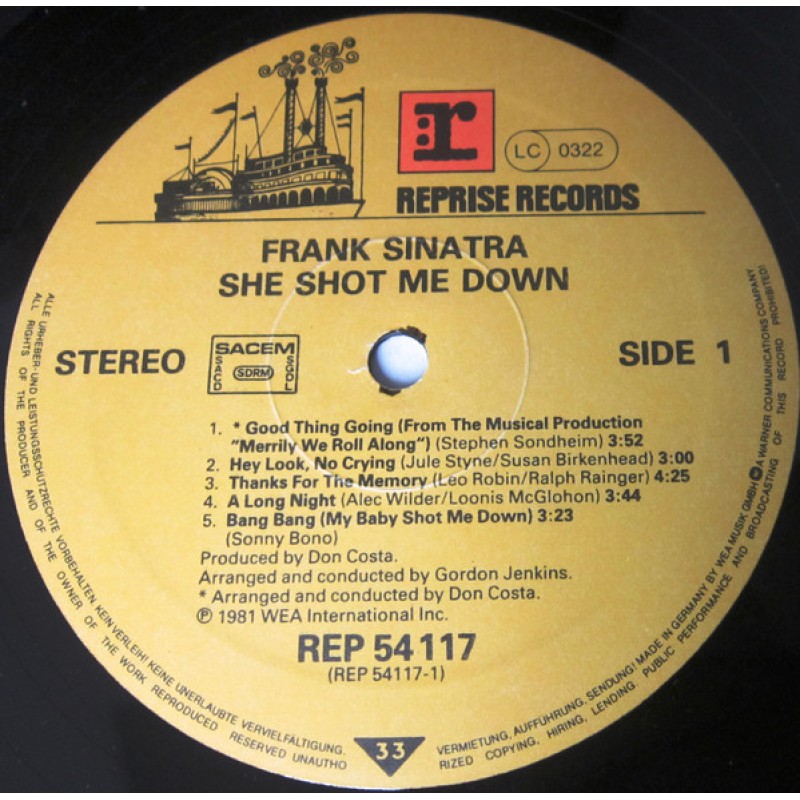 r
LC 0322
REPRISE RECORDS
FRANK SINATRA
SHE SHOT ME DOWN
STEREO
SACEM
SACD
SDRM
SGDL
SIDE 1
1. * Good Thing Going (From The Musical Production
"Merrily We Roll Along") (Stephen Sondheim) 3:52
2. Hey Look, No Crying (Jule Styne/Susan Birkenhead) 3:00
3. Thanks For The Memory (Leo Robin/Ralph Rainger) 4:25
4. A Long Night (Alec Wilder/Loonis McGlohon) 3:44
5. Bang Bang (My Baby Shot Me Down) 3:23
(Sonny Bono)
Produced by Don Costa.
Arranged and conducted by Gordon Jenkins.
* Arranged and conducted by Don Costa.
℗ 1981 WEA International Inc.
REP 54 117
(REP 54117-1)
33
ALLE URHEBER- UND LEISTUNGSSCHUTZRECHTE VORBEHALTEN. KEIN VERLEIH! KEINE UNERLAUBTE VERVIELFÄLTIGUNG,
VERMIETUNG, AUFFÜHRUNG, SENDUNG! MADE IN GERMANY BY WEA MUSIK GMBH A WARNER COMMUNICATIONS COMPANY
ALL RIGHTS OF THE PRODUCER AND OF THE OWNER OF THE WORK REPRODUCED RESERVED UNAUTHO
RIZED COPYING, HIRING, LENDING PUBLIC PERFORMANCE AND BROADCASTING OF THIS RECORD PROHIBITED!